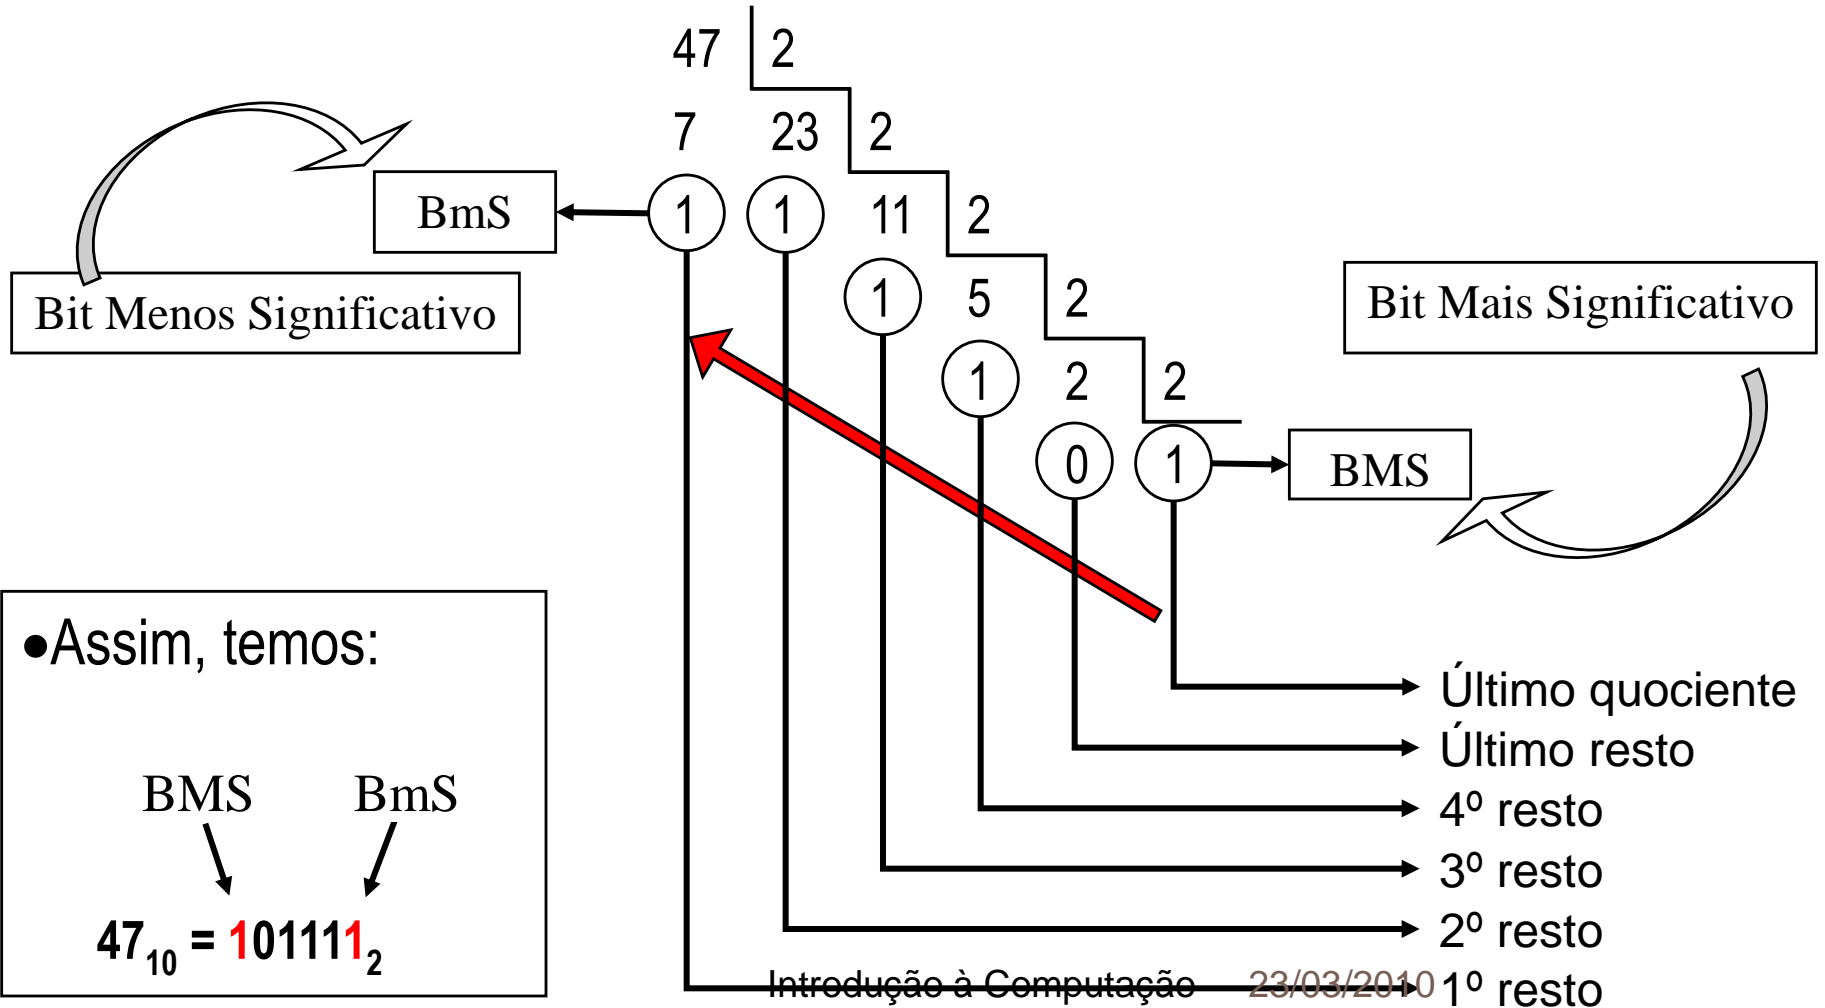 47 2
7 23 2
BmS 1 1 11 2
Bit Menos Significativo
1 5 2
Bit Mais Significativo
1 2 2
0 1 BMS
•Assim, temos:
BMS BmS
47₁₀ = 101111₂
Último quociente
Último resto
4º resto
3º resto
2º resto
1º resto
Introdução à Computação 23/03/2010